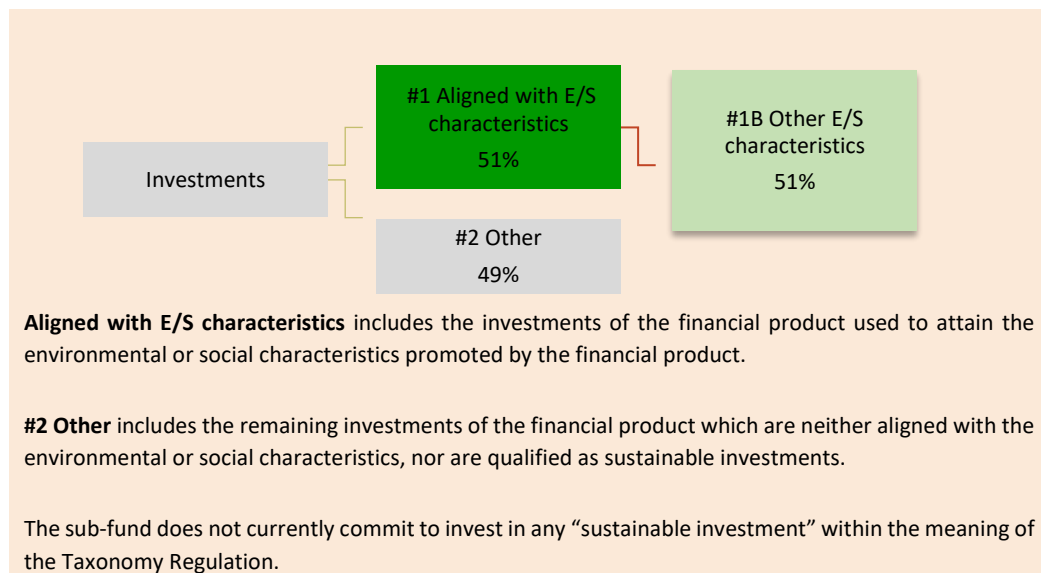 Investments
#1 Aligned with E/S
characteristics
51%
#1B Other E/S
characteristics
51%
#2 Other
49%
Aligned with E/S characteristics includes the investments of the financial product used to attain the
environmental or social characteristics promoted by the financial product.
#2 Other includes the remaining investments of the financial product which are neither aligned with the
environmental or social characteristics, nor are qualified as sustainable investments.
The sub-fund does not currently commit to invest in any “sustainable investment” within the meaning of
the Taxonomy Regulation.